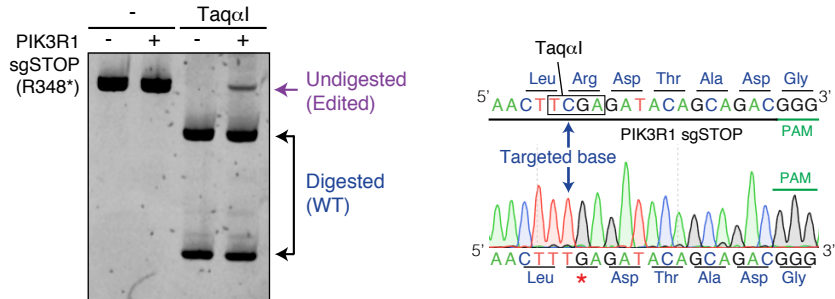 - TaqαI
PIK3R1 - + - +
sgSTOP
(R348*)
Undigested
(Edited)
Digested
(WT)
TaqαI
Leu Arg Asp Thr Ala Asp Gly
5' AACTTCGAGATACAGCAGACGGG 3'
PIK3R1 sgSTOP PAM
Targeted base
PAM
5' AACTTTGAGATACAGCAGACGGG 3'
Leu * Asp Thr Ala Asp Gly